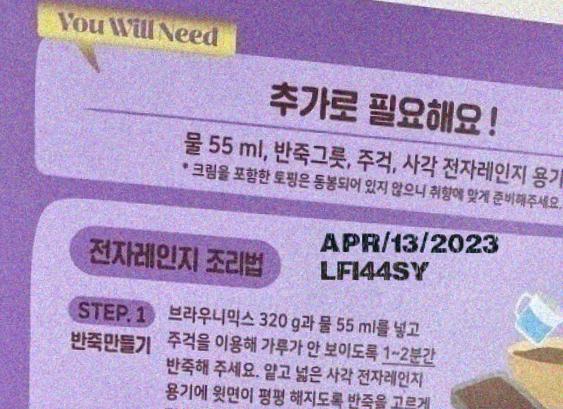 You Will Need
추가로 필요해요!
물 55 ml, 반죽그릇, 주걱, 사각 전자레인지 용기
* 크림을 포함한 토핑은 동봉되어 있지 않으니 취향에 맞게 준비해주세요.
전자레인지 조리법
APR/13/2023
LFI44SY
STEP. 1
반죽만들기
브라우니믹스 320 g과 물 55 ml를 넣고
주걱을 이용해 가루가 안 보이도록 1~2분간
반죽해 주세요. 얇고 넓은 사각 전자레인지
용기에 윗면이 평평 해지도록 반죽을 고르게